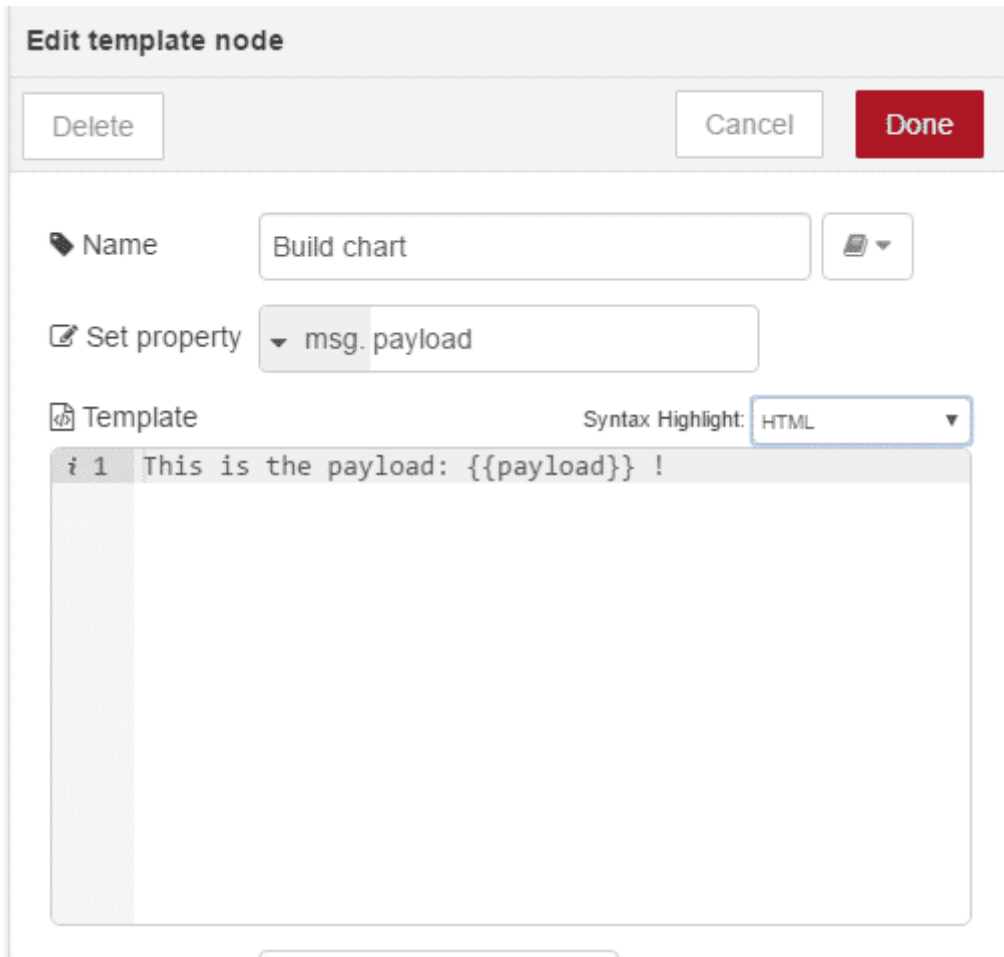 Edit template node
Delete Cancel Done
Name Build chart
Set property msg. payload
Template Syntax Highlight: HTML
i 1 This is the payload: {{payload}} !